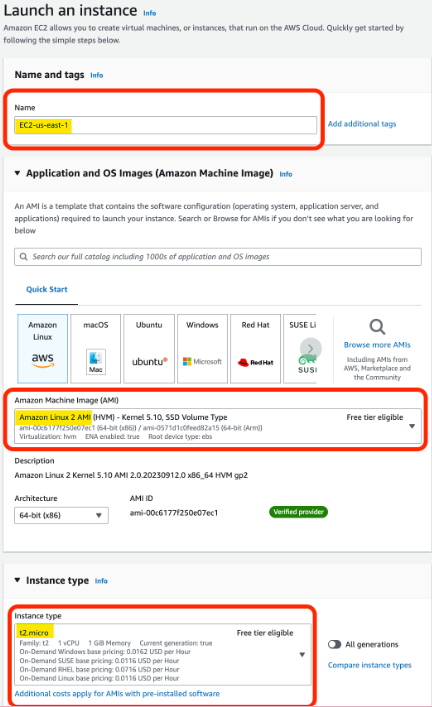 Launch an instance Info
Amazon EC2 allows you to create virtual machines, or instances, that run on the AWS Cloud. Quickly get started by
following the simple steps below.
Name and tags Info
Name
EC2-us-east-1
Add additional tags
▼ Application and OS Images (Amazon Machine Image) Info
An AMI is a template that contains the software configuration (operating system, application server, and
applications) required to launch your instance. Search or Browse for AMIs if you don't see what you are looking for
below
Search our full catalog including 1000s of application and OS images
Quick Start
Amazon Linux
aws
macOS
Mac
Ubuntu
ubuntu
Windows
Microsoft
Red Hat
Red Hat
SUSE Li
SUS
Browse more AMIs
Including AMIs from
AWS, Marketplace and
the Community
Amazon Machine Image (AMI)
Amazon Linux 2 AMI (HVM) - Kernel 5.10, SSD Volume Type
Free tier eligible
ami-00c6177f250e07ec1 (64-bit (x86)) / ami-0571d1c0feed82a15 (64-bit (Arm))
Virtualization: hvm ENA enabled: true Root device type: ebs
Description
Amazon Linux 2 Kernel 5.10 AMI 2.0.20230912.0 x86_64 HVM gp2
Architecture
64-bit (x86)
AMI ID
ami-00c6177f250e07ec1
Verified provider
▼ Instance type Info
Instance type
t2.micro
Free tier eligible
Family: t2 1 vCPU 1 GiB Memory Current generation: true
On-Demand Windows base pricing: 0.0162 USD per Hour
On-Demand SUSE base pricing: 0.0116 USD per Hour
On-Demand RHEL base pricing: 0.0716 USD per Hour
On-Demand Linux base pricing: 0.0116 USD per Hour
All generations
Compare instance types
Additional costs apply for AMIs with pre-installed software